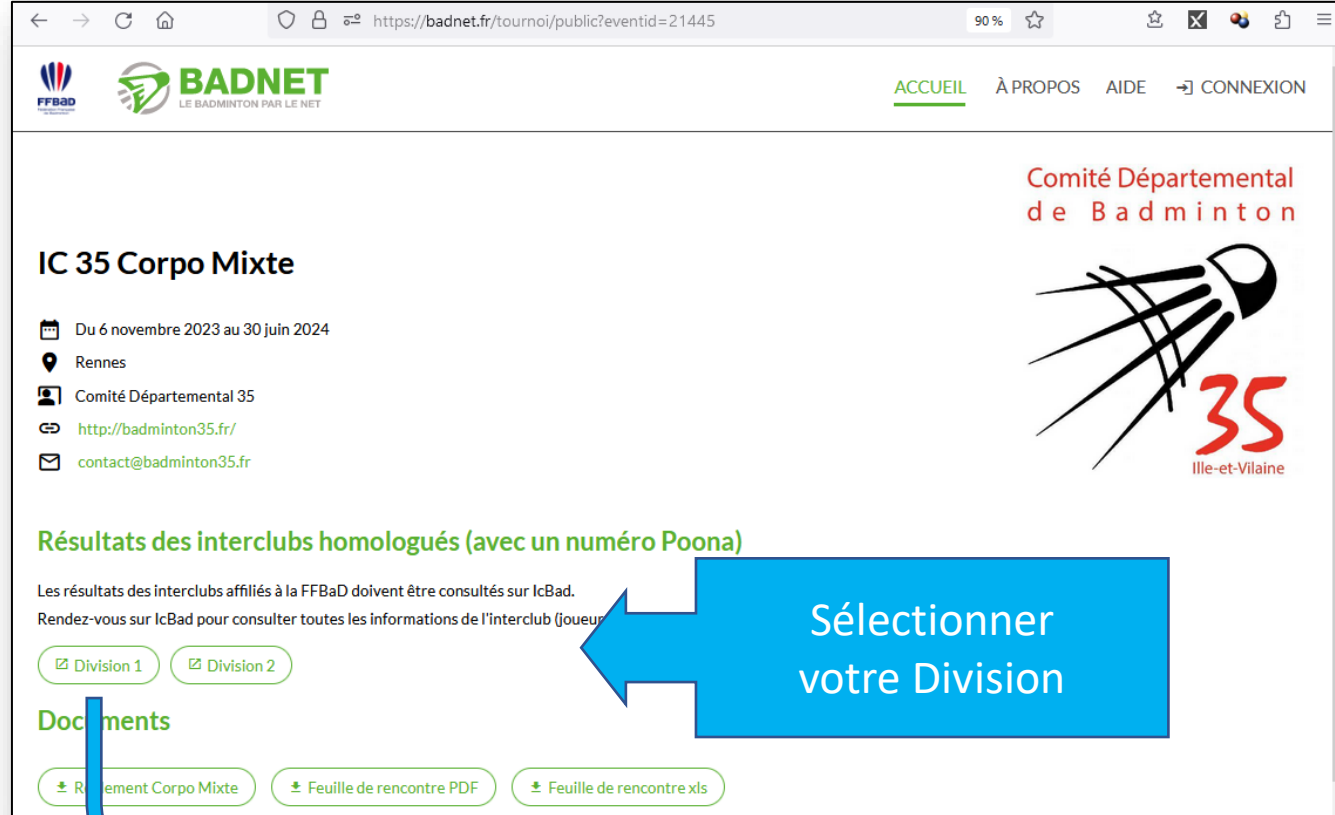 https://badnet.fr/tournoi/public?eventid=21445
90 %
FFBaD
BADNET
LE BADMINTON PAR LE NET
ACCUEIL
À PROPOS
AIDE
CONNEXION
Comité Départemental
de Badminton
35
Ille-et-Vilaine
IC 35 Corpo Mixte
Du 6 novembre 2023 au 30 juin 2024
Rennes
Comité Départemental 35
http://badminton35.fr/
contact@badminton35.fr
Résultats des interclubs homologués (avec un numéro Poona)
Les résultats des interclubs affiliés à la FFBaD doivent être consultés sur IcBad.
Rendez-vous sur IcBad pour consulter toutes les informations de l'interclub (joueur
Sélectionner
votre Division
Division 1
Division 2
Documents
Corpo Mixte
Feuille de rencontre PDF
Feuille de rencontre xls